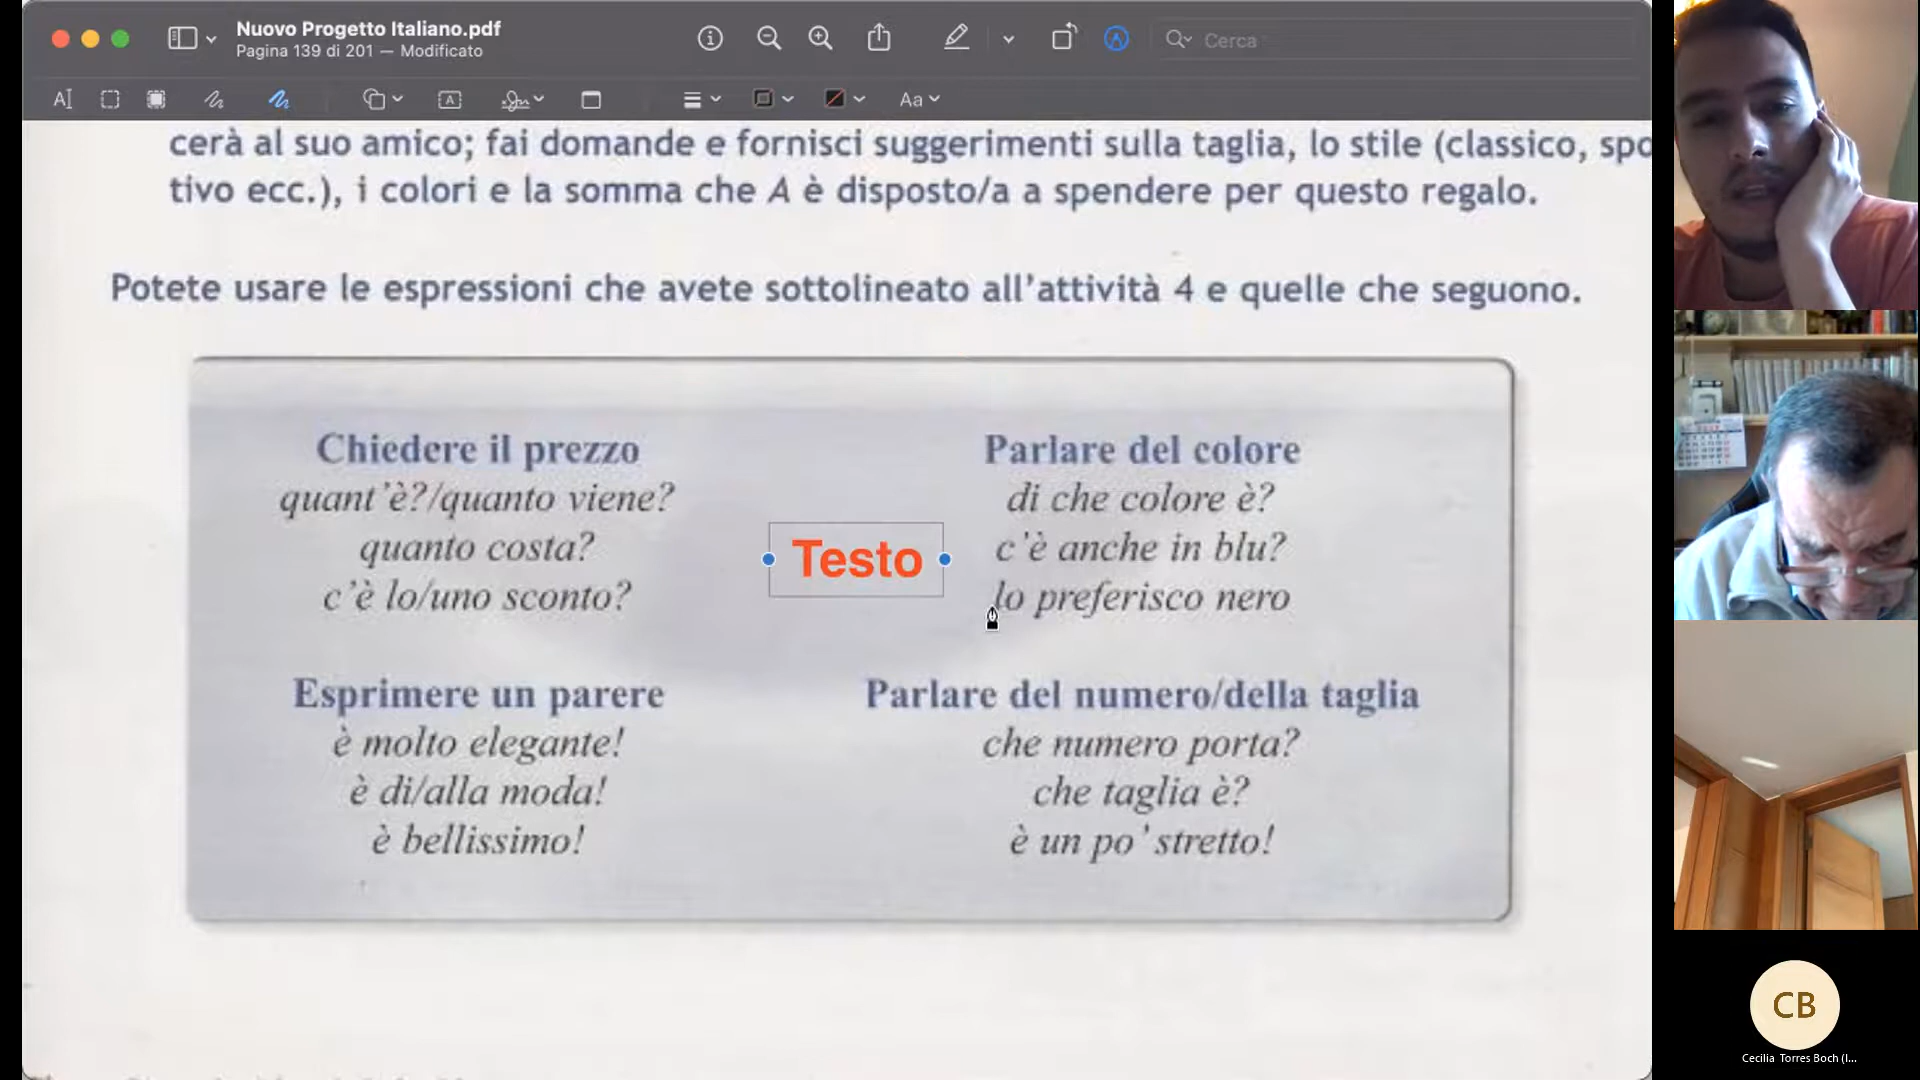 Nuovo Progetto Italiano.pdf
Pagina 139 di 201 — Modificato
Cerca
Aa
cerà al suo amico; fai domande e fornisci suggerimenti sulla taglia, lo stile (classico, spo
tivo ecc.), i colori e la somma che A è disposto/a a spendere per questo regalo.
Potete usare le espressioni che avete sottolineato all'attività 4 e quelle che seguono.
Chiedere il prezzo
quant'è?/quanto viene?
quanto costa?
c'è lo/uno sconto?
Testo
Parlare del colore
di che colore è?
c'è anche in blu?
lo preferisco nero
Esprimere un parere
è molto elegante!
è di/alla moda!
è bellissimo!
Parlare del numero/della taglia
che numero porta?
che taglia è?
è un po' stretto!
CB
Cecilia Torres Boch (I...